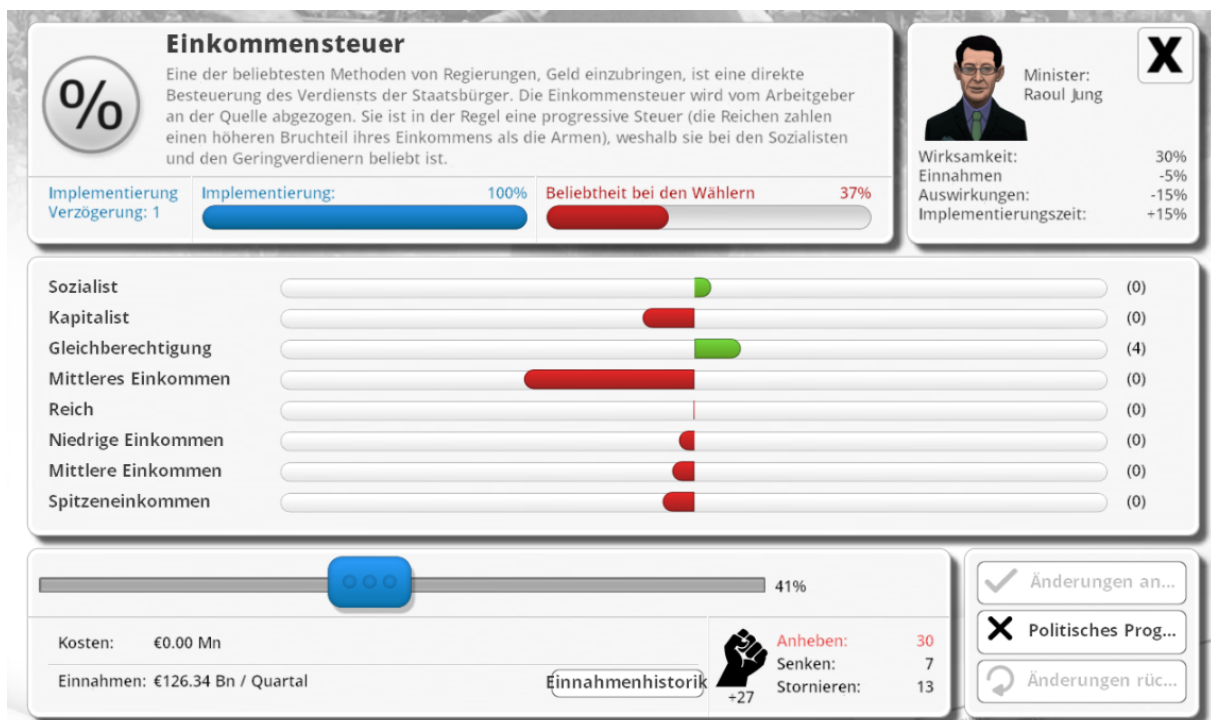 Einkommensteuer
%
Eine der beliebtesten Methoden von Regierungen, Geld einzubringen, ist eine direkte
Besteuerung des Verdiensts der Staatsbürger. Die Einkommensteuer wird vom Arbeitgeber
an der Quelle abgezogen. Sie ist in der Regel eine progressive Steuer (die Reichen zahlen
einen höheren Bruchteil ihres Einkommens als die Armen), weshalb sie bei den Sozialisten
und den Geringverdienern beliebt ist.
Implementierung
Verzögerung: 1
Implementierung: 100%
Beliebtheit bei den Wählern 37%
X
Minister:
Raoul Jung
Wirksamkeit: 30%
Einnahmen -5%
Auswirkungen: -15%
Implementierungszeit: +15%
Sozialist (0)
Kapitalist (0)
Gleichberechtigung (4)
Mittleres Einkommen (0)
Reich (0)
Niedrige Einkommen (0)
Mittlere Einkommen (0)
Spitzeneinkommen (0)
41%
Kosten: €0.00 Mn
Einnahmen: €126.34 Bn / Quartal
Einnahmenhistorik
+27
Anheben: 30
Senken: 7
Stornieren: 13
Änderungen an...
Politisches Prog...
Änderungen rüc...